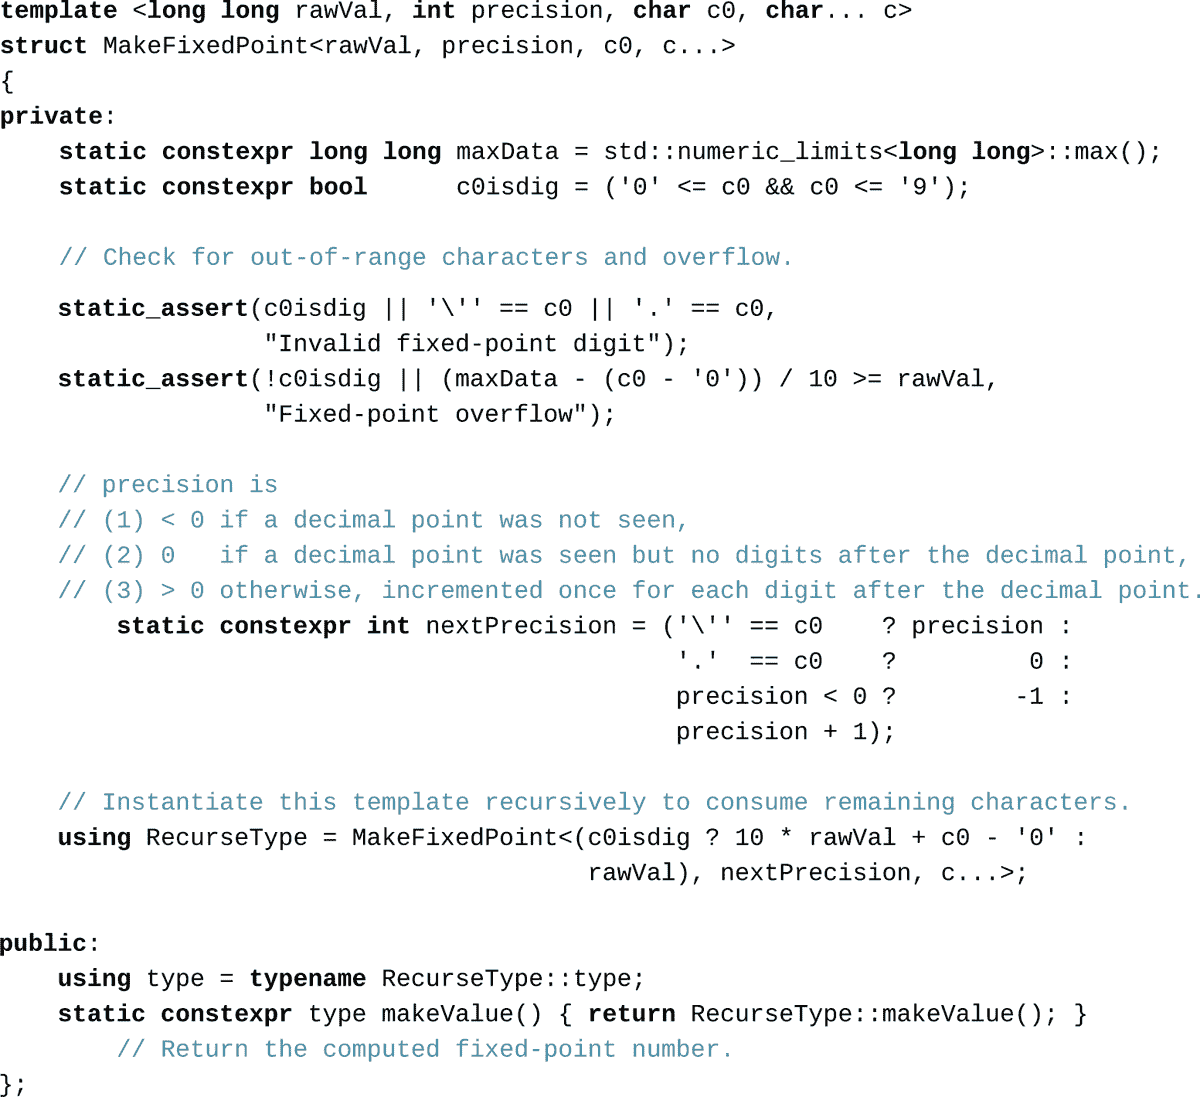 template <long long rawVal, int precision, char c0, char... c>
struct MakeFixedPoint<rawVal, precision, c0, c...>
{
private:
    static constexpr long long maxData = std::numeric_limits<long long>::max();
    static constexpr bool      c0isdig = ('0' <= c0 && c0 <= '9');

    // Check for out-of-range characters and overflow.
    static_assert(c0isdig || '\'' == c0 || '.' == c0,
                  "Invalid fixed-point digit");
    static_assert(!c0isdig || (maxData - (c0 - '0')) / 10 >= rawVal,
                  "Fixed-point overflow");

    // precision is
    // (1) < 0 if a decimal point was not seen,
    // (2) 0   if a decimal point was seen but no digits after the decimal point,
    // (3) > 0 otherwise, incremented once for each digit after the decimal point.
        static constexpr int nextPrecision = ('\'' == c0    ? precision :
                                              '.'  == c0    ?         0 :
                                              precision < 0 ?        -1 :
                                              precision + 1);

    // Instantiate this template recursively to consume remaining characters.
    using RecurseType = MakeFixedPoint<(c0isdig ? 10 * rawVal + c0 - '0' :
                                        rawVal), nextPrecision, c...>;

public:
    using type = typename RecurseType::type;
    static constexpr type makeValue() { return RecurseType::makeValue(); }
        // Return the computed fixed-point number.
};